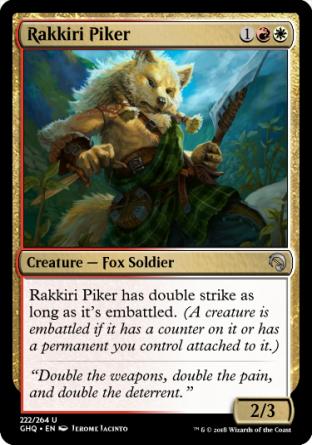 Rakkiri Piker 1
Creature — Fox Soldier
Rakkiri Piker has double strike as
long as it's embattled. (A creature is
embattled if it has a counter on it or has
a permanent you control attached to it.)
"Double the weapons, double the pain,
and double the deterrent."
2/3
222/264 U
GHQ • EN Jerome Jacinto
™ & © 2018 Wizards of the Coast